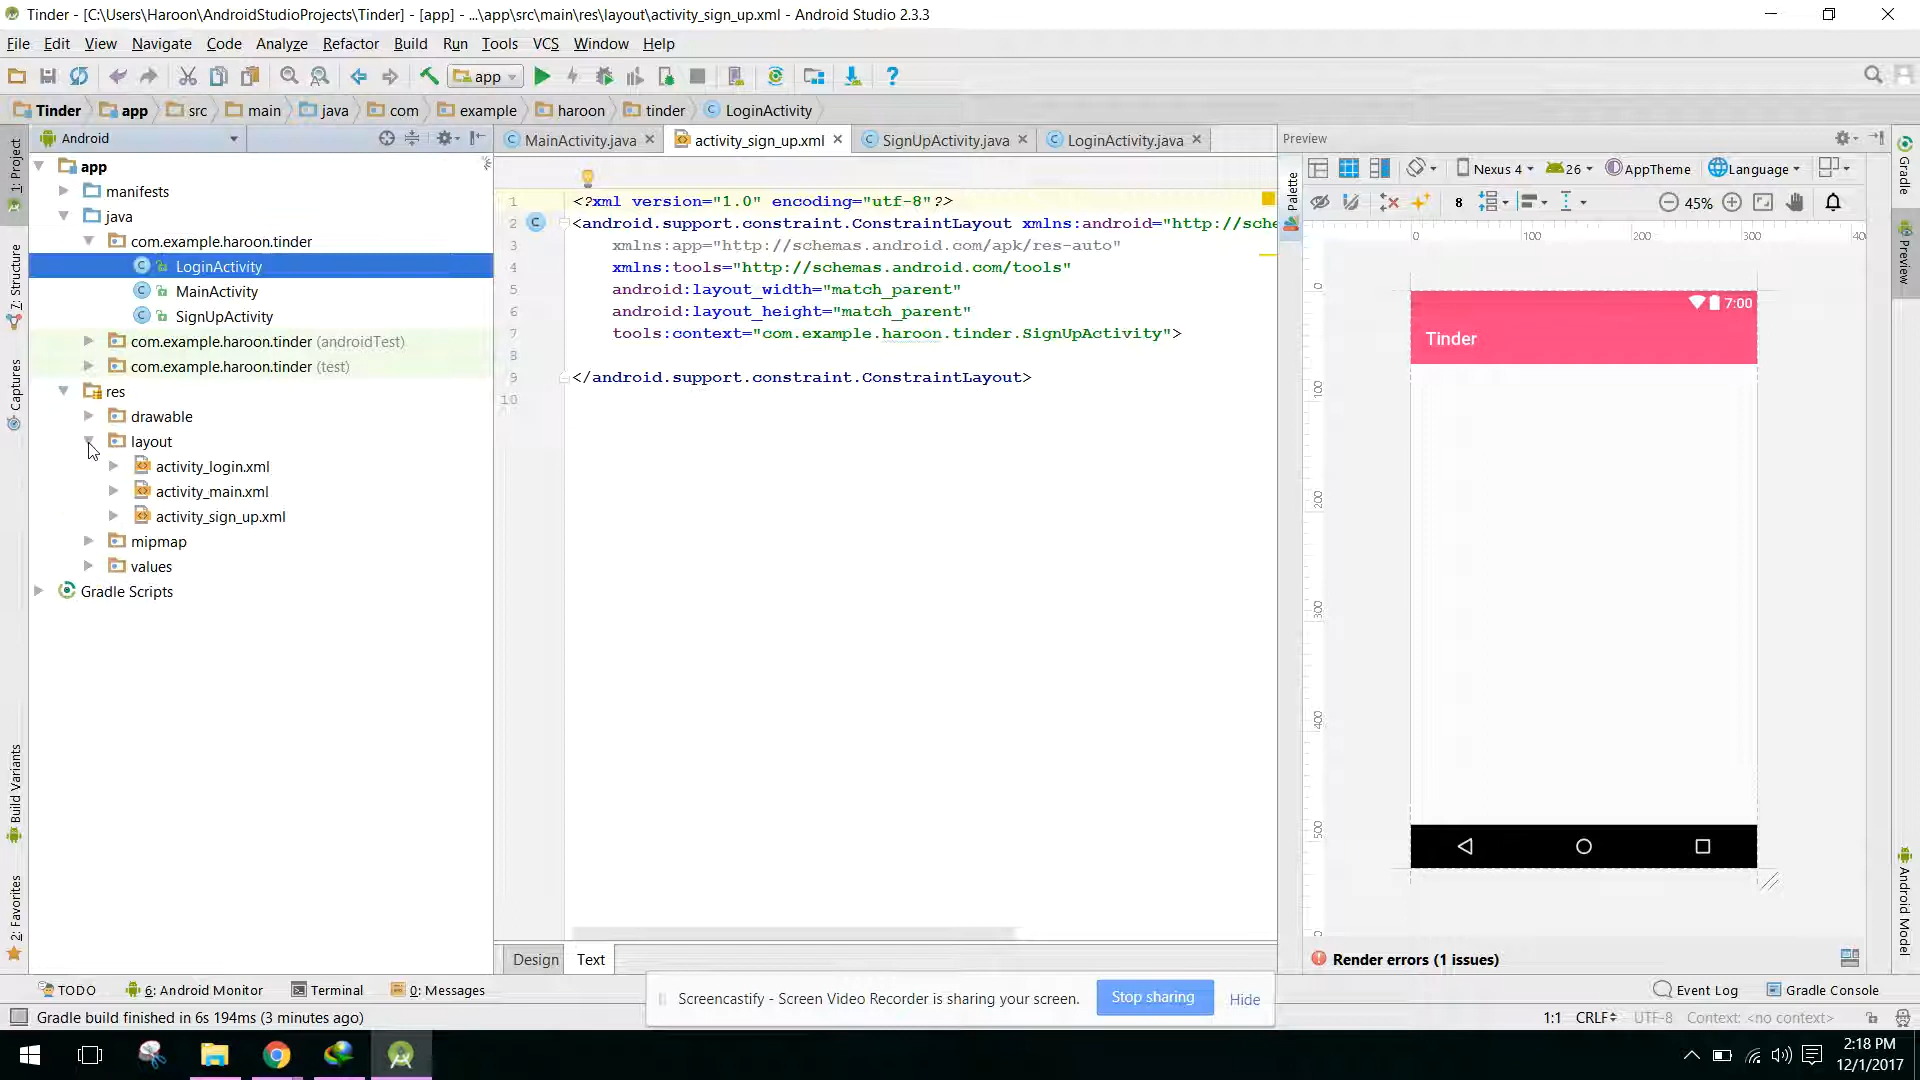 Tinder - [C:\Users\Haroon\AndroidStudioProjects\Tinder] - [app] - ...\app\src\main\res\layout\activity_sign_up.xml - Android Studio 2.3.3
File Edit View Navigate Code Analyze Refactor Build Run Tools VCS Window Help
app
Tinder app src main java com example haroon tinder LoginActivity
Android
MainActivity.java activity_sign_up.xml SignUpActivity.java LoginActivity.java
Preview
1: Project
7: Structure
Captures
Build Variants
2: Favorites
app
manifests
java
com.example.haroon.tinder
LoginActivity
MainActivity
SignUpActivity
com.example.haroon.tinder (androidTest)
com.example.haroon.tinder (test)
res
drawable
layout
activity_login.xml
activity_main.xml
activity_sign_up.xml
mipmap
values
Gradle Scripts
1 <?xml version="1.0" encoding="utf-8"?>
2 <android.support.constraint.ConstraintLayout xmlns:android="http://sche
3 xmlns:app="http://schemas.android.com/apk/res-auto"
4 xmlns:tools="http://schemas.android.com/tools"
5 android:layout_width="match_parent"
6 android:layout_height="match_parent"
7 tools:context="com.example.haroon.tinder.SignUpActivity">
8
9 </android.support.constraint.ConstraintLayout>
10
Design Text
Palette
Nexus 4 26 AppTheme Language
8 45%
0 100 200 300 400
0
100
200
300
400
500
7:00
Tinder
Render errors (1 issues)
Gradle
Preview
Android Model
TODO 6: Android Monitor Terminal 0: Messages
Event Log Gradle Console
Screencastify - Screen Video Recorder is sharing your screen. Stop sharing Hide
Gradle build finished in 6s 194ms (3 minutes ago)
1:1 CRLF UTF-8 Context: <no context>
2:18 PM
12/1/2017